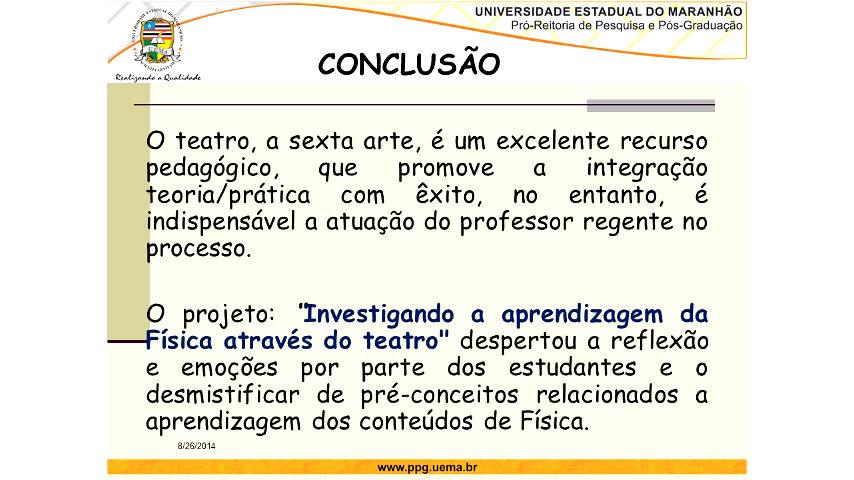 UNIVERSIDADE ESTADUAL DO MARANHÃO
Pró-Reitoria de Pesquisa e Pós-Graduação
UEMA
Realizando a Qualidade
CONCLUSÃO
O teatro, a sexta arte, é um excelente recurso
pedagógico, que promove a integração
teoria/prática com êxito, no entanto, é
indispensável a atuação do professor regente no
processo.
O projeto: "Investigando a aprendizagem da
Física através do teatro" despertou a reflexão
e emoções por parte dos estudantes e o
desmistificar de pré-conceitos relacionados a
aprendizagem dos conteúdos de Física.
8/26/2014
www.ppg.uema.br